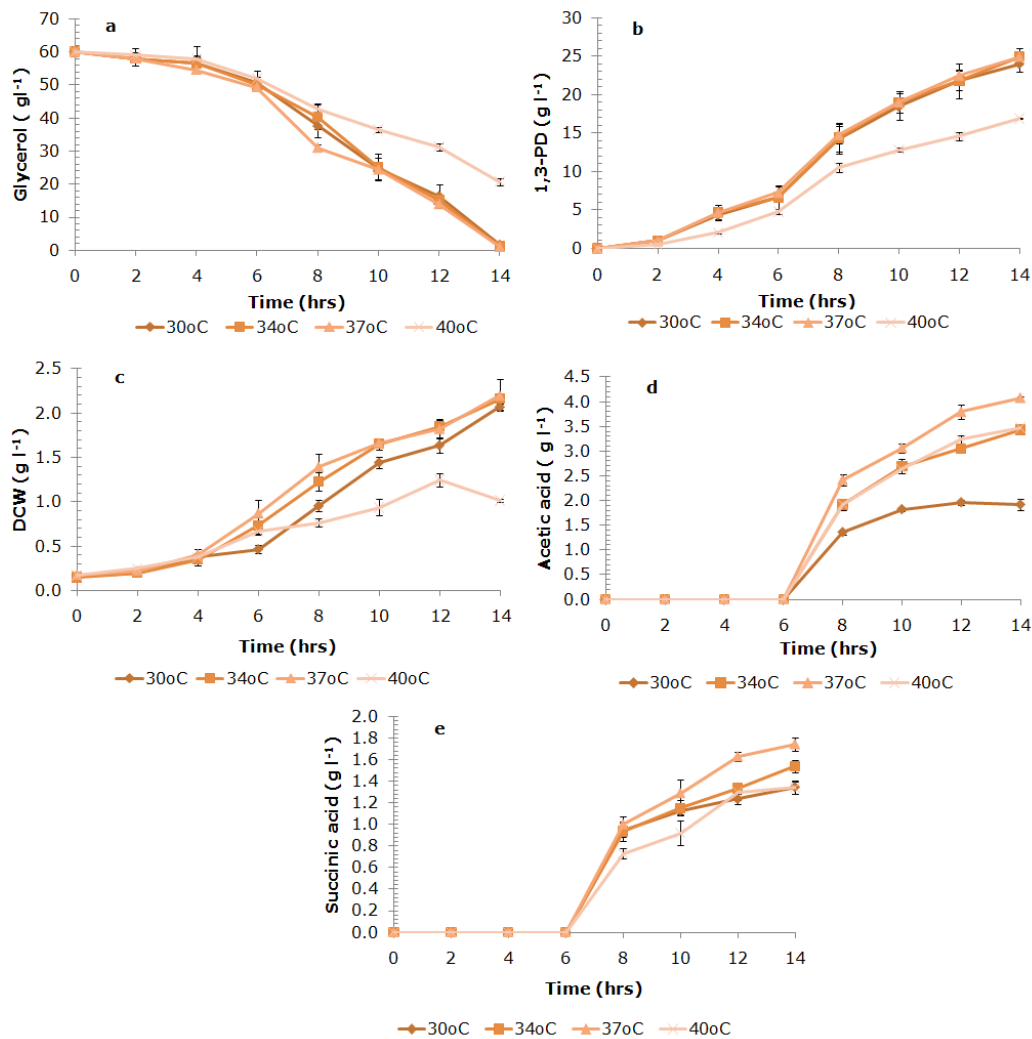 a
70
60
50
40
30
20
10
0
Glycerol ( gl-1)
0 2 4 6 8 10 12 14
Time (hrs)
30oC 34oC 37oC 40oC
b
30
25
20
15
10
5
0
1,3-PD (g l-1)
0 2 4 6 8 10 12 14
Time (hrs)
30oC 34oC 37oC 40oC
c
2.5
2.0
1.5
1.0
0.5
0.0
DCW (g l-1)
0 2 4 6 8 10 12 14
Time (hrs)
30oC 34oC 37oC 40oC
d
4.5
4.0
3.5
3.0
2.5
2.0
1.5
1.0
0.5
0.0
Acetic acid ( g l-1)
0 2 4 6 8 10 12 14
Time (hrs)
30oC 34oC 37oC 40oC
e
2.0
1.8
1.6
1.4
1.2
1.0
0.8
0.6
0.4
0.2
0.0
Succinic acid (g l-1)
0 2 4 6 8 10 12 14
Time (hrs)
30oC 34oC 37oC 40oC